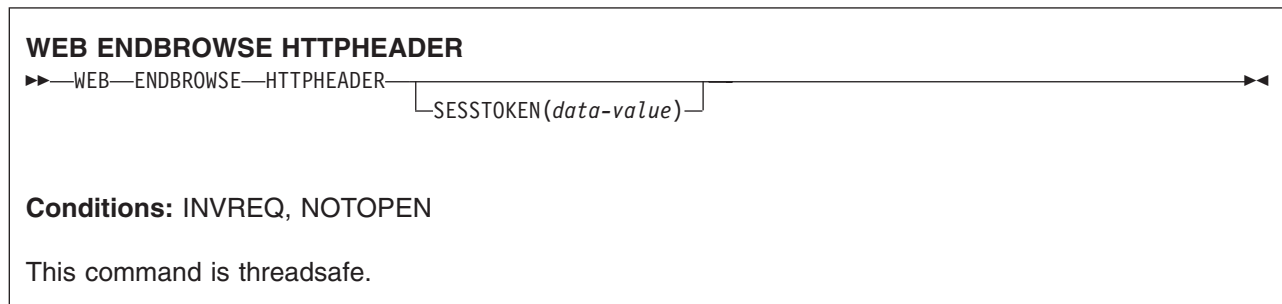 WEB ENDBROWSE HTTPHEADER
WEB ENDBROWSE HTTPHEADER
SESSTOKEN(data-value)
Conditions: INVREQ, NOTOPEN
This command is threadsafe.